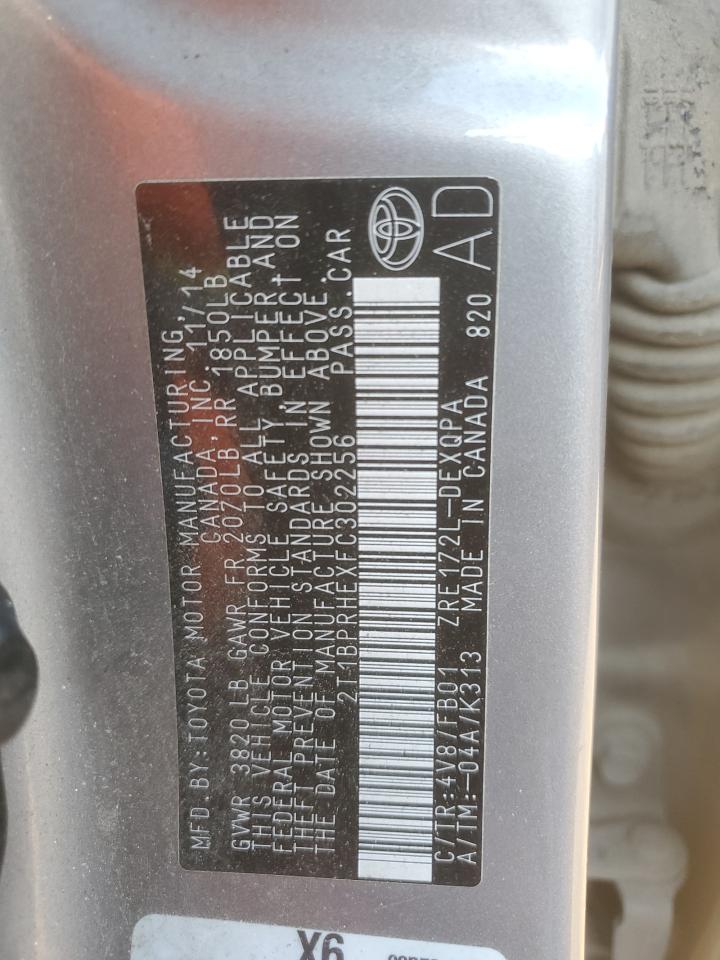 MFD.BY:TOYOTA MOTOR MANUFACTURING,
CANADA,INC. 11/14
GVWR 3820 LB GAWR FR 2070LB RR 1850LB
THIS VEHICLE CONFORMS TO ALL APPLICABLE
FEDERAL MOTOR VEHICLE SAFETY BUMPER AND
THEFT PREVENTION STANDARDS IN EFFECT ON
THE DATE OF MANUFACTURE SHOWN ABOVE.
2T1BPRHEXFC302256 PASS.CAR
C/TR:4V8/FB01 ZRE172L-DEXQPA
A/TM:-04A/K313 MADE IN CANADA 820
AD
X6